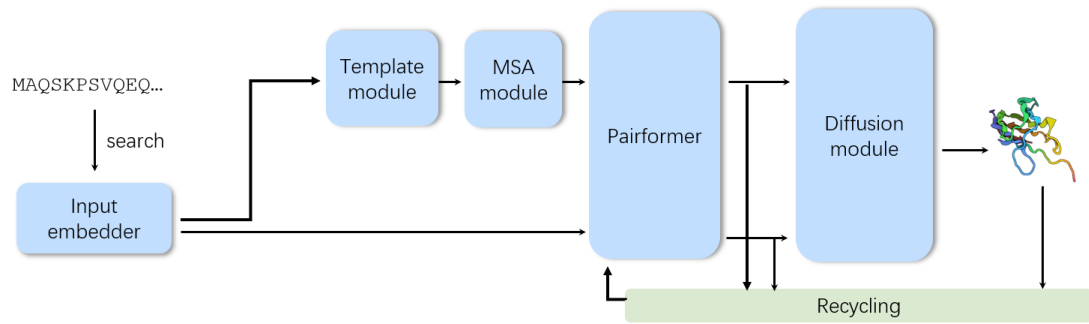 MAQSKPSVQEQ…
search
Input
embedder
Template
module
MSA
module
Pairformer
Diffusion
module
Recycling